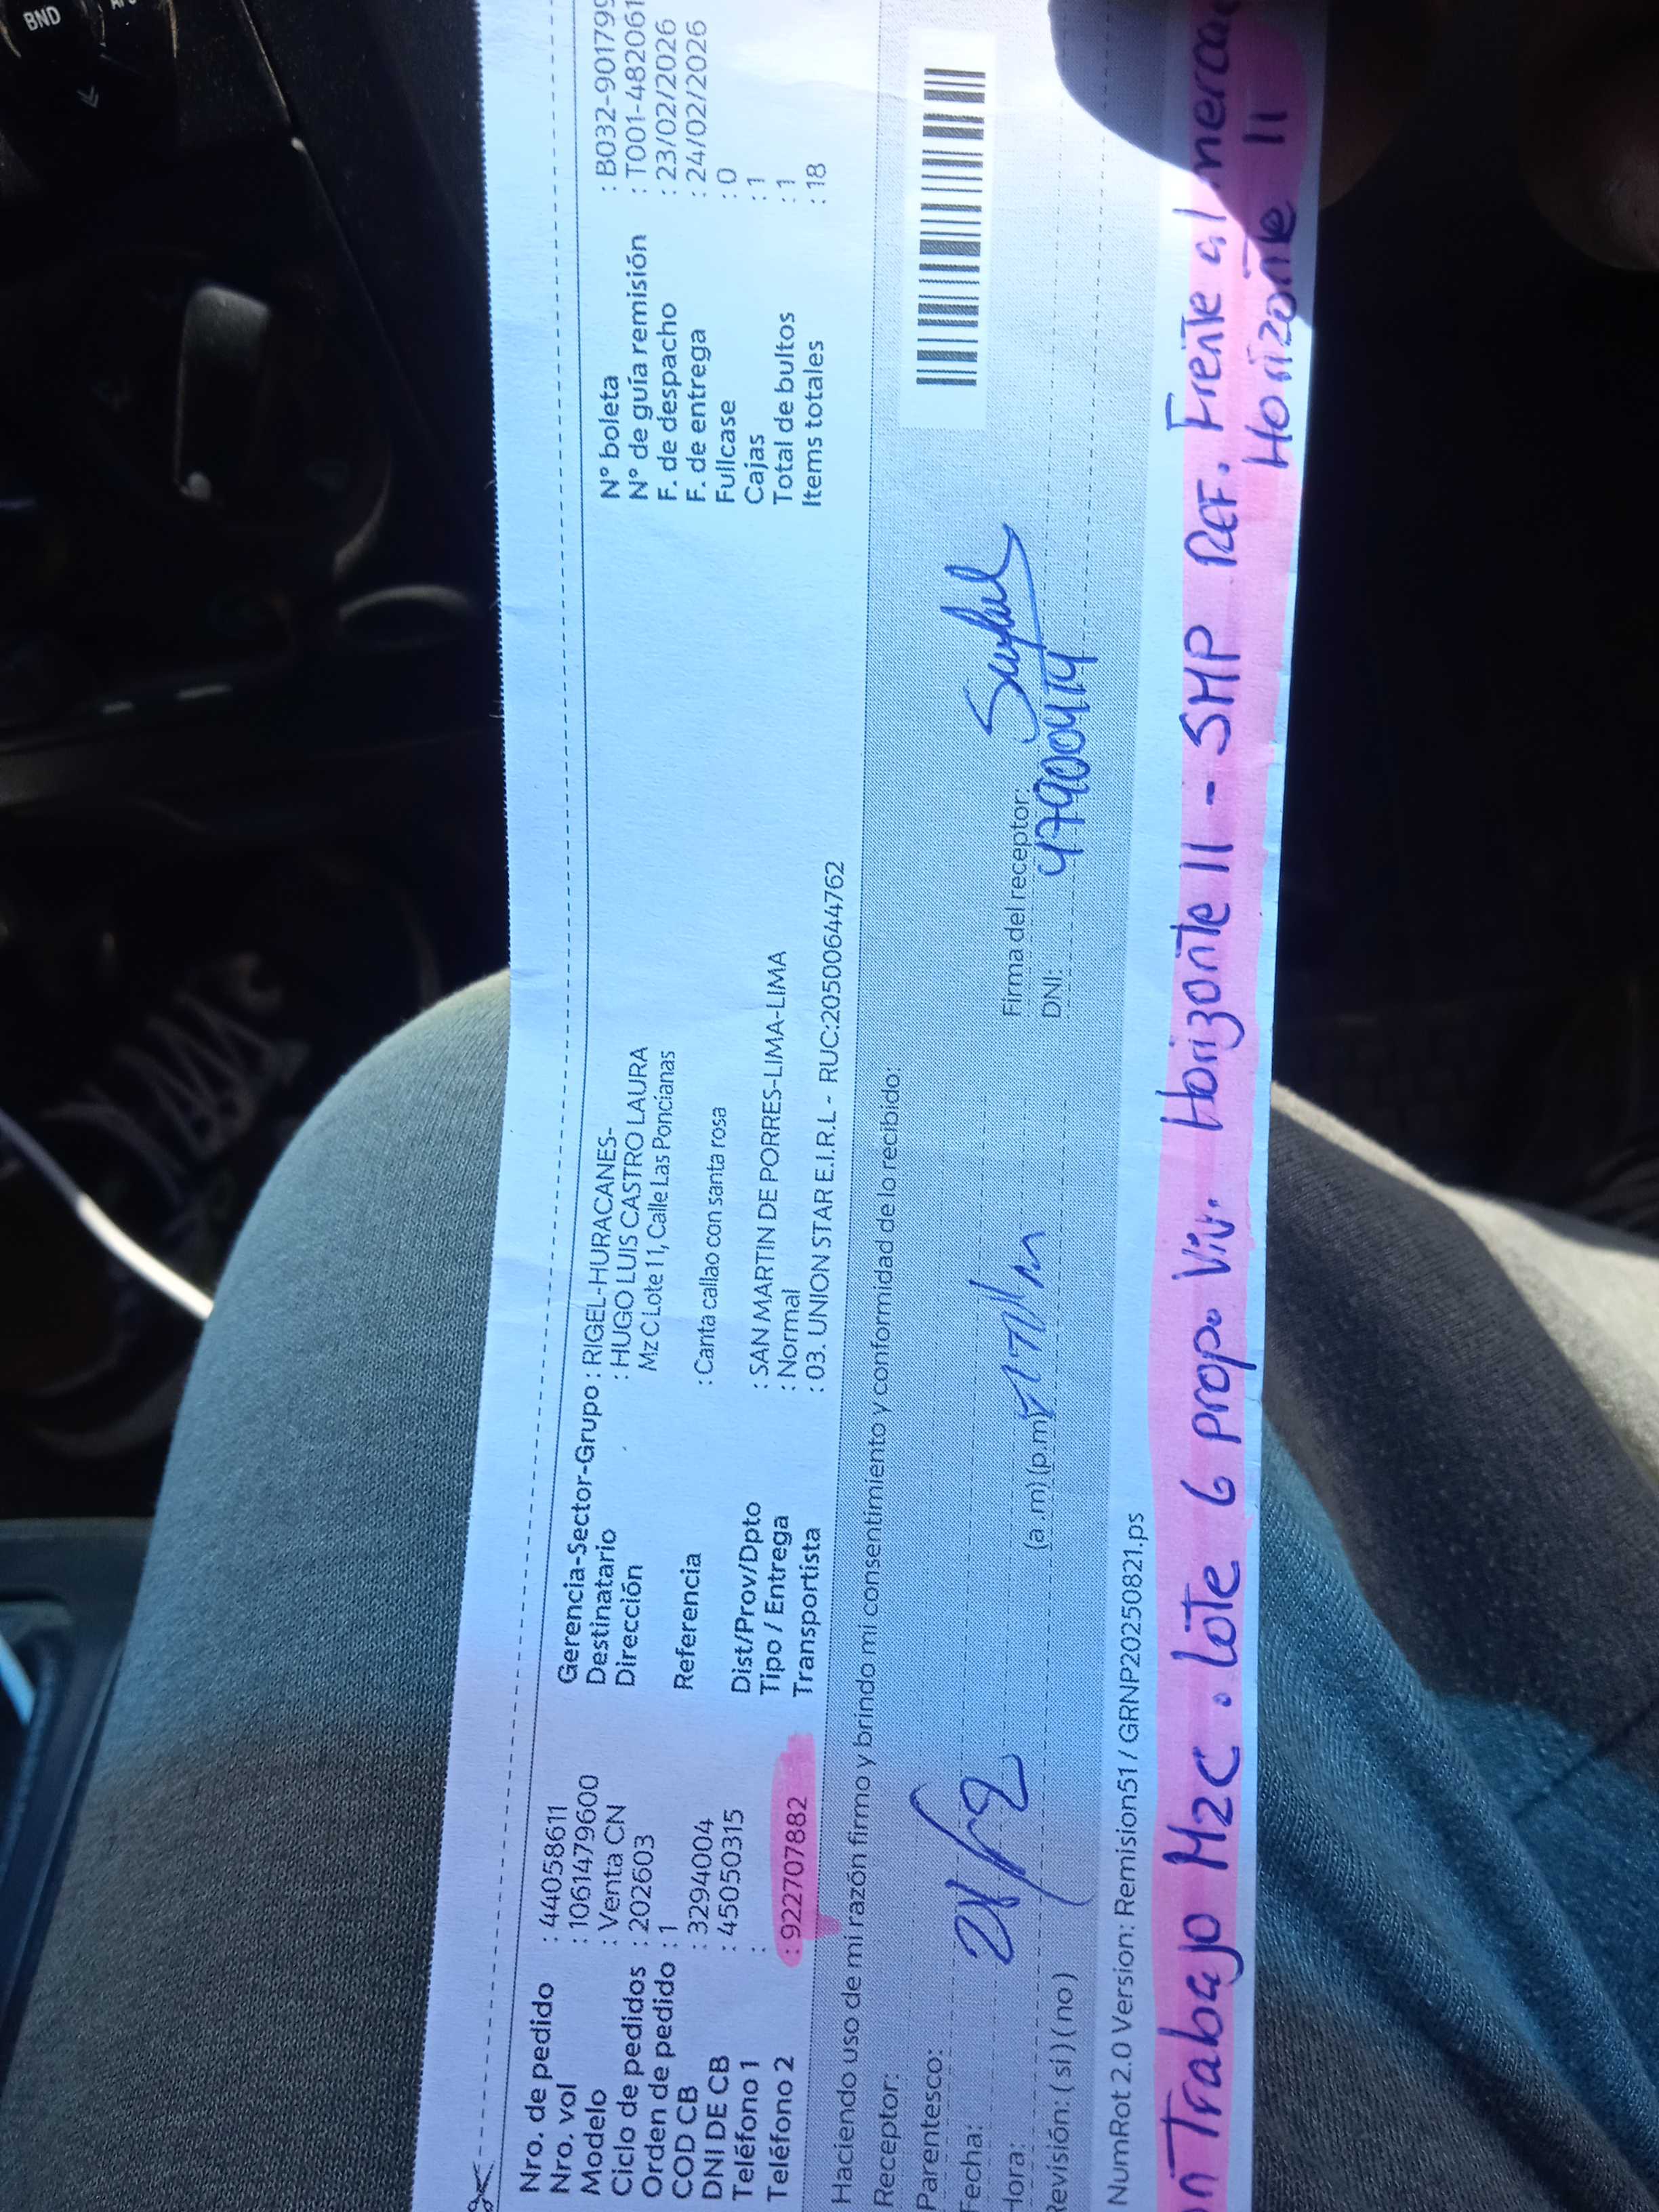 BND
Nro. de pedido : 44058611
Nro. vol : 1061479600
Modelo : Venta CN
Ciclo de pedidos : 202603
Orden de pedido : 1
COD CB : 3294004
DNI DE CB : 45050315
Teléfono 1 :
Teléfono 2 : 922707882
Gerencia-Sector-Grupo : RIGEL-HURACANES-
Destinatario : HUGO LUIS CASTRO LAURA
Dirección Mz C Lote 11, Calle Las Poncianas
Referencia : Canta callao con santa rosa
Dist/Prov/Dpto : SAN MARTIN DE PORRES-LIMA-LIMA
Tipo / Entrega : Normal
Transportista : 03. UNION STAR E.I.R.L - RUC:20500644762
N° boleta : B032-901799
N° de guía remisión : T001-482061
F. de despacho : 23/02/2026
F. de entrega : 24/02/2026
Fullcase : 0
Cajas : 1
Total de bultos : 1
Items totales : 18
Haciendo uso de mi razón firmo y brindo mi consentimiento y conformidad de lo recibido:
Receptor:
Parentesco:
Fecha:
Hora: (a.m) (p.m)
Revisión: ( si ) ( no )
Firma del receptor:
DNI: 47900414
NumRot 2.0 Version: Remision51 / GRNP20250821.ps
Trabajo Mzc . Lote 6 prop. Viv. Horizonte II - SMP REF. Frente al
Horizonte II